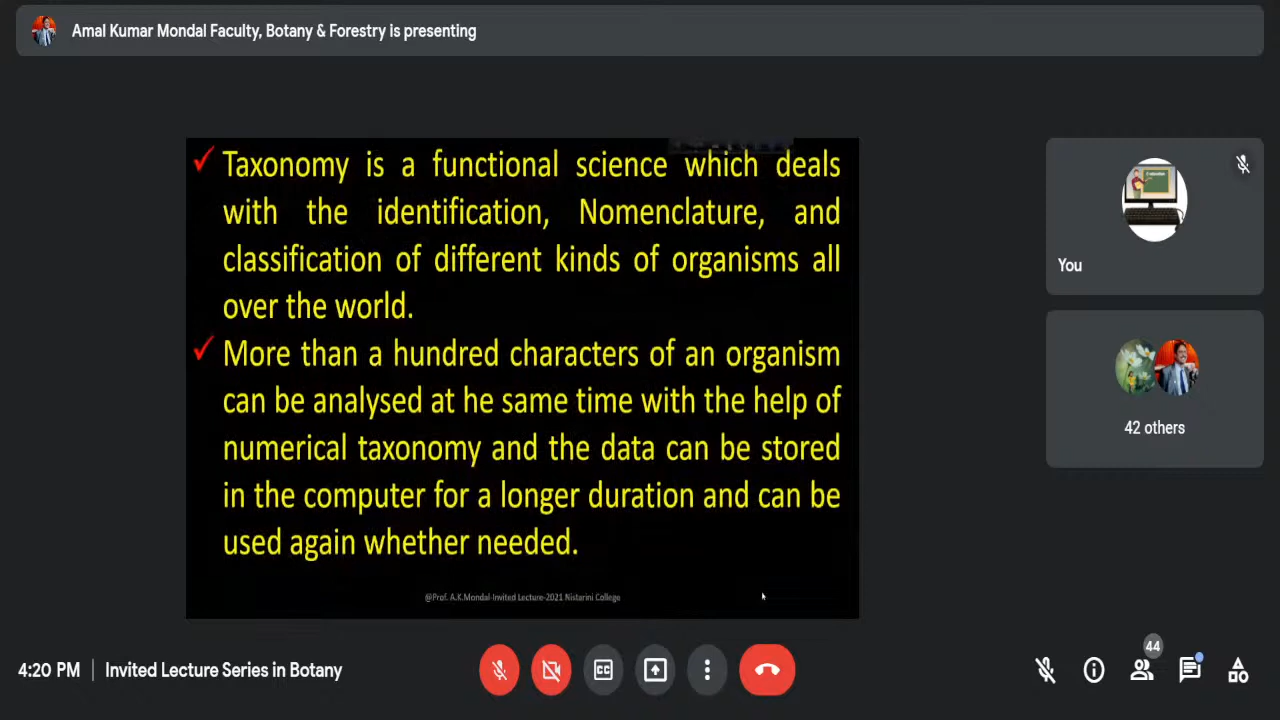 Amal Kumar Mondal Faculty, Botany & Forestry is presenting
Taxonomy is a functional science which deals
with the identification, Nomenclature, and
classification of different kinds of organisms all
over the world.
More than a hundred characters of an organism
can be analysed at he same time with the help of
numerical taxonomy and the data can be stored
in the computer for a longer duration and can be
used again whether needed.
@Prof. A.K.Mondal-Invited Lecture-2021 Nistarini College
You
42 others
4:20 PM | Invited Lecture Series in Botany
CC
44